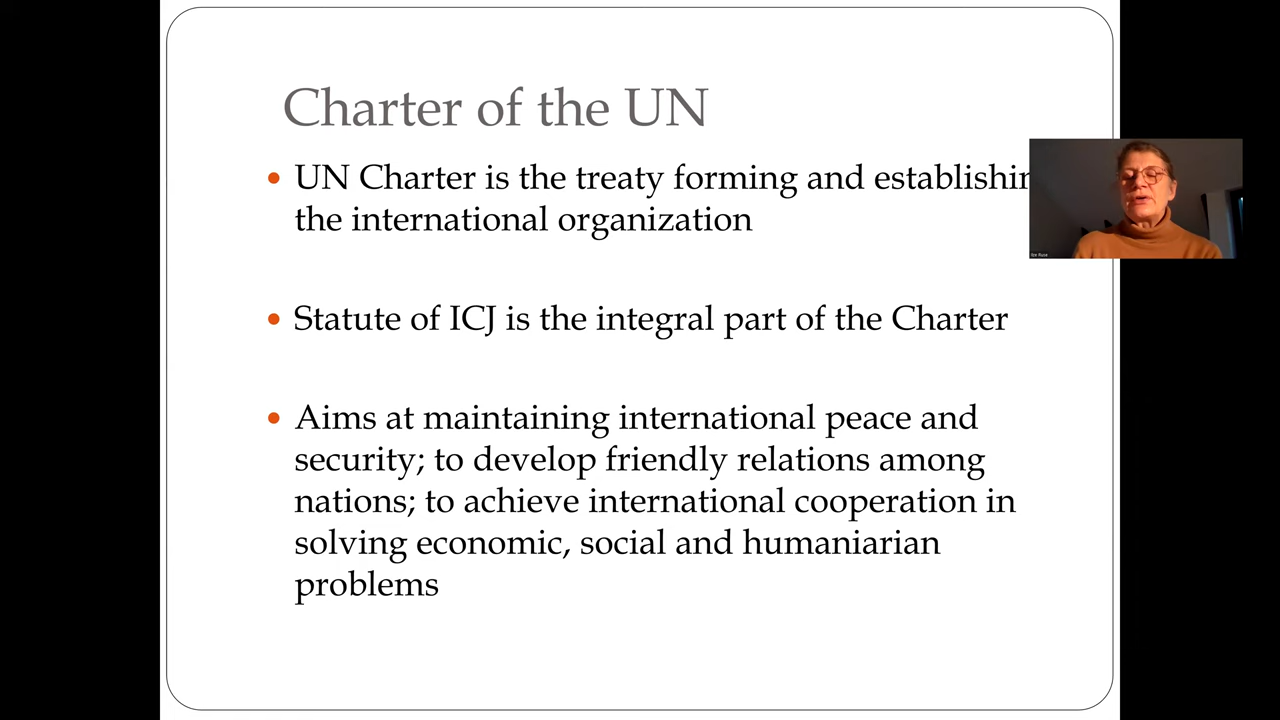 Charter of the UN
• UN Charter is the treaty forming and establishin
the international organization
• Statute of ICJ is the integral part of the Charter
• Aims at maintaining international peace and
security; to develop friendly relations among
nations; to achieve international cooperation in
solving economic, social and humaniarian
problems